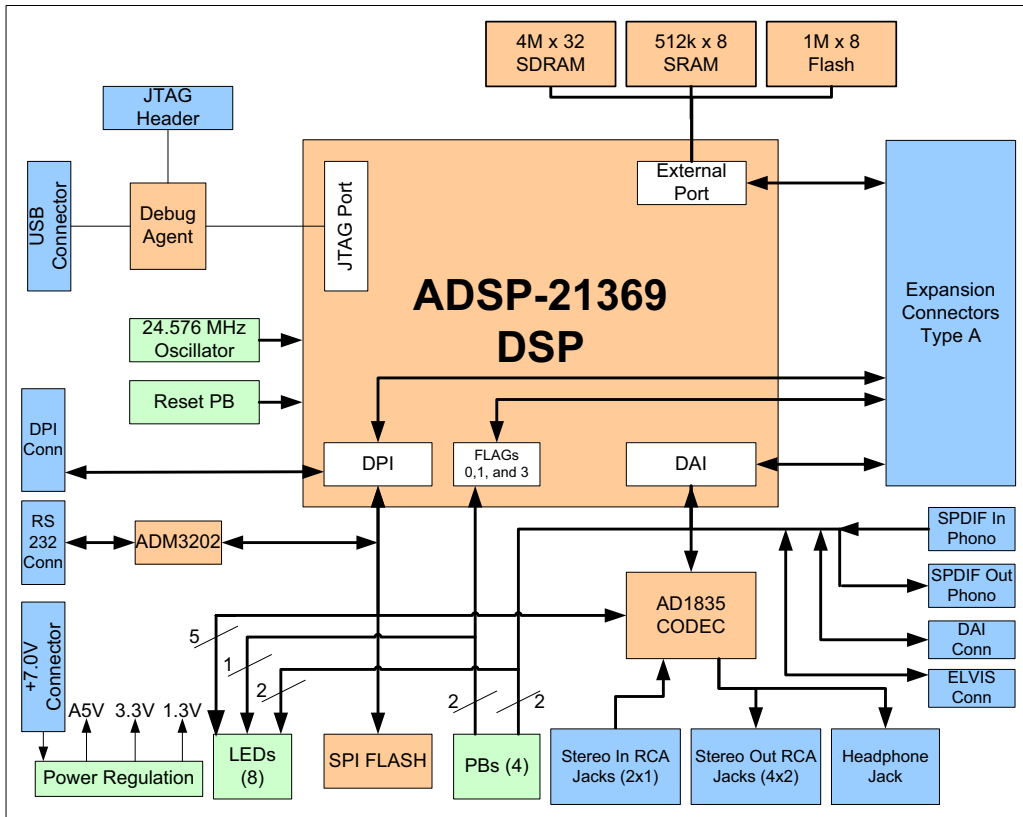 4M x 32
SDRAM
512k x 8
SRAM
1M x 8
Flash
JTAG
Header
USB
Connector
Debug
Agent
JTAG Port
External
Port
ADSP-21369
DSP
Expansion
Connectors
Type A
24.576 MHz
Oscillator
Reset PB
DPI
Conn
DPI
FLAGs
0,1, and 3
DAI
RS
232
Conn
ADM3202
SPDIF In
Phono
SPDIF Out
Phono
DAI
Conn
ELVIS
Conn
AD1835
CODEC
+7.0V
Connector
5
1
2
2
2
A5V
3.3V
1.3V
Power Regulation
LEDs
(8)
SPI FLASH
PBs (4)
Stereo In RCA
Jacks (2x1)
Stereo Out RCA
Jacks (4x2)
Headphone
Jack